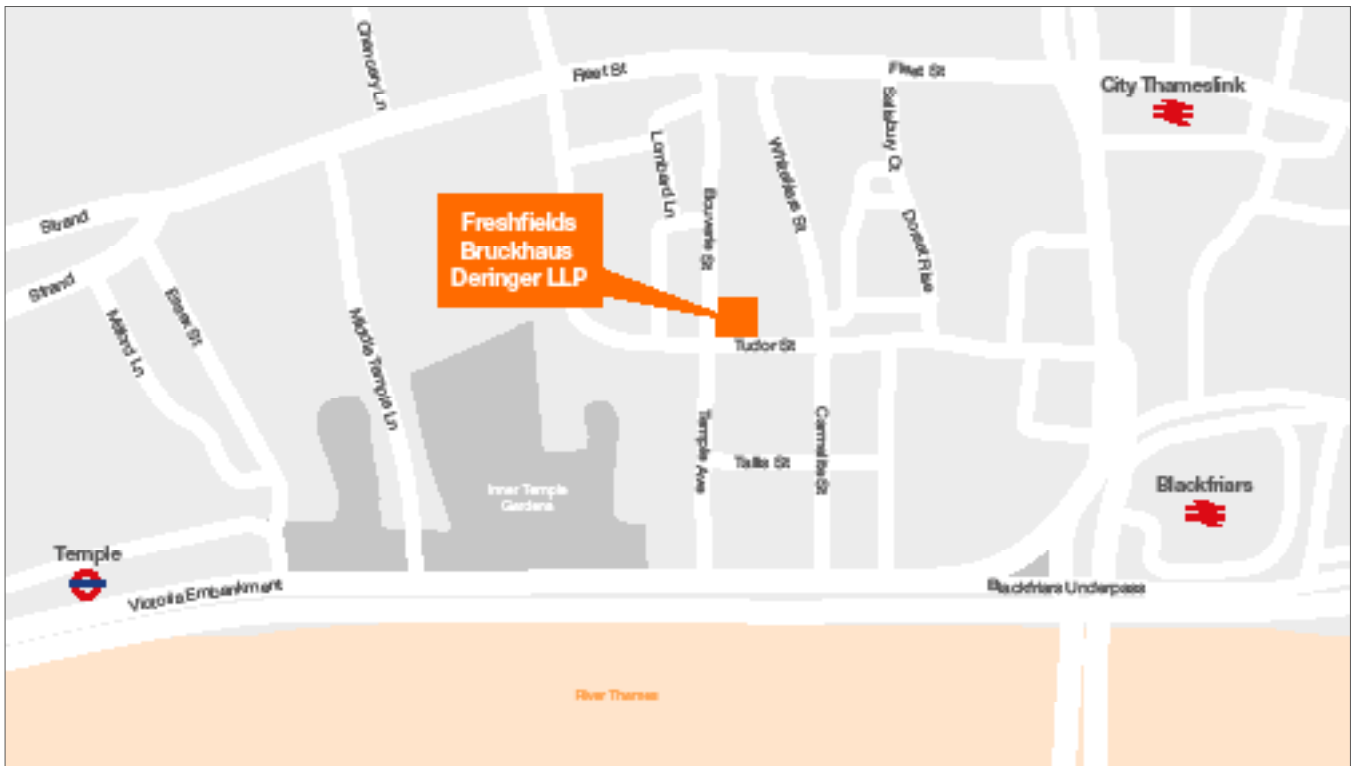 Chancery Ln
Fleet St
Fleet St
City Thameslink
Salisbury Ct
Lombard Ln
Whitefriars St
Bouverie St
Strand
Freshfields
Bruckhaus
Deringer LLP
Dorset Rise
Strand
Essex St
Milford Ln
Middle Temple Ln
Tudor St
Temple Ave
Carmelite St
Tallis St
Inner Temple
Gardens
Blackfriars
Temple
Victoria Embankment
Blackfriars Underpass
River Thames